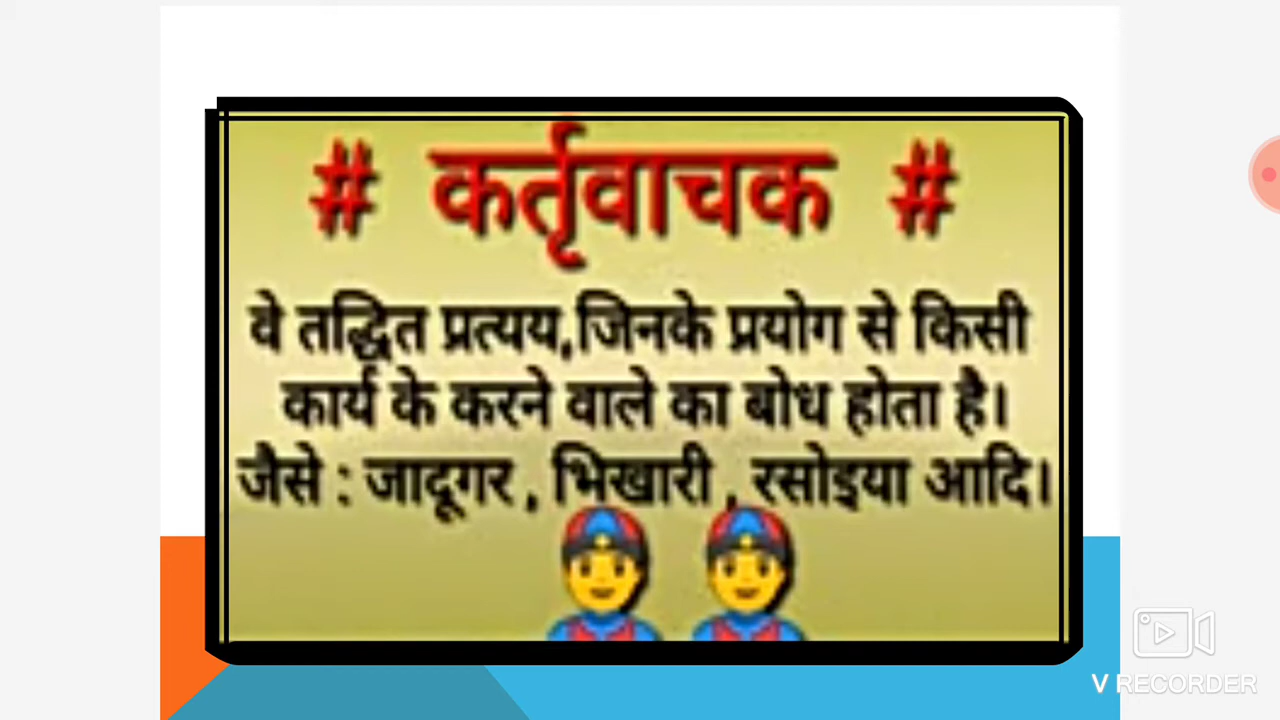 # कर्तृवाचक #
वे तद्धित प्रत्यय,जिनके प्रयोग से किसी
कार्य के करने वाले का बोध होता है।
जैसे : जादूगर , भिखारी , रसोइया आदि।
V RECORDER